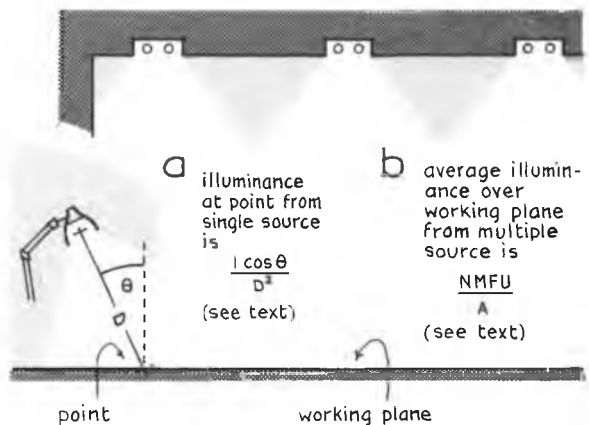 a
illuminance
at point from
single source
is
I cos θ
D²
(see text)
b
average illumin-
ance over
working plane
from multiple
source is
NMFU
A
(see text)
θ
D
point
working plane